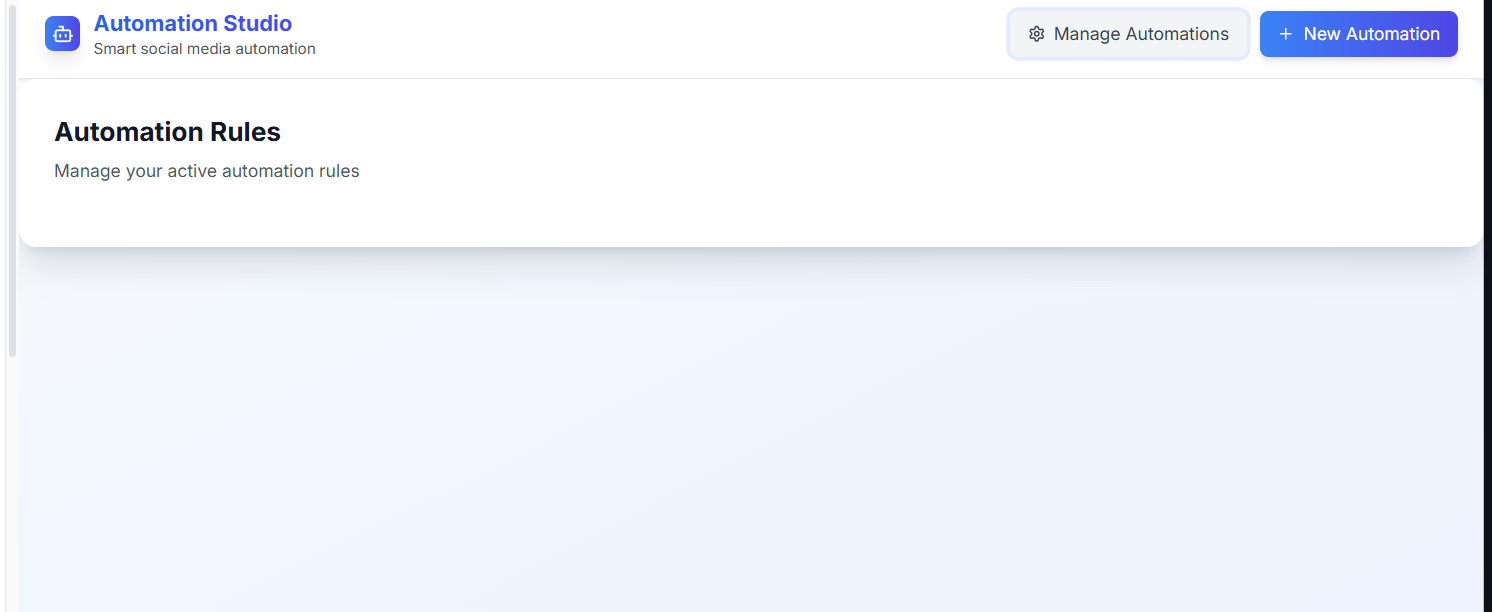 Automation Studio
Smart social media automation
Manage Automations
New Automation
Automation Rules
Manage your active automation rules